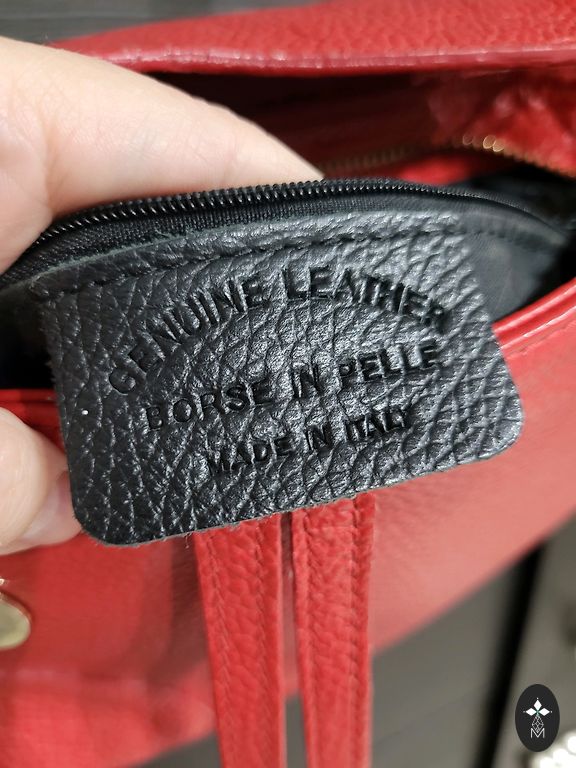 GENUINE LEATHER
BORSE IN PELLE
MADE IN ITALY
M